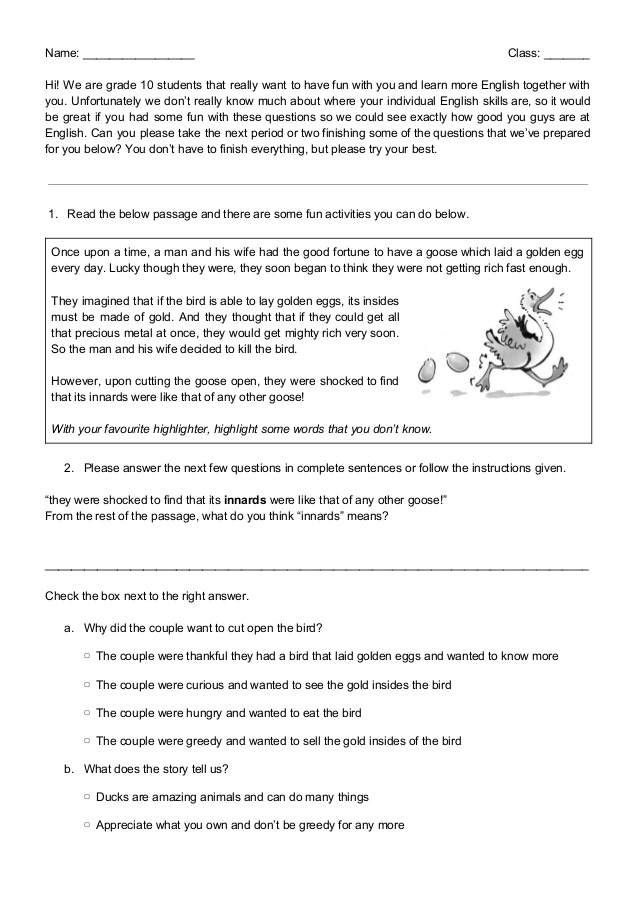 Name: _________________ Class: _______
Hi! We are grade 10 students that really want to have fun with you and learn more English together with
you. Unfortunately we don't really know much about where your individual English skills are, so it would
be great if you had some fun with these questions so we could see exactly how good you guys are at
English. Can you please take the next period or two finishing some of the questions that we've prepared
for you below? You don't have to finish everything, but please try your best.
1. Read the below passage and there are some fun activities you can do below.
Once upon a time, a man and his wife had the good fortune to have a goose which laid a golden egg
every day. Lucky though they were, they soon began to think they were not getting rich fast enough.
They imagined that if the bird is able to lay golden eggs, its insides
must be made of gold. And they thought that if they could get all
that precious metal at once, they would get mighty rich very soon.
So the man and his wife decided to kill the bird.
However, upon cutting the goose open, they were shocked to find
that its innards were like that of any other goose!
With your favourite highlighter, highlight some words that you don't know.
2. Please answer the next few questions in complete sentences or follow the instructions given.
“they were shocked to find that its innards were like that of any other goose!”
From the rest of the passage, what do you think “innards” means?
Check the box next to the right answer.
a. Why did the couple want to cut open the bird?
The couple were thankful they had a bird that laid golden eggs and wanted to know more
The couple were curious and wanted to see the gold insides the bird
The couple were hungry and wanted to eat the bird
The couple were greedy and wanted to sell the gold insides of the bird
b. What does the story tell us?
Ducks are amazing animals and can do many things
Appreciate what you own and don't be greedy for any more